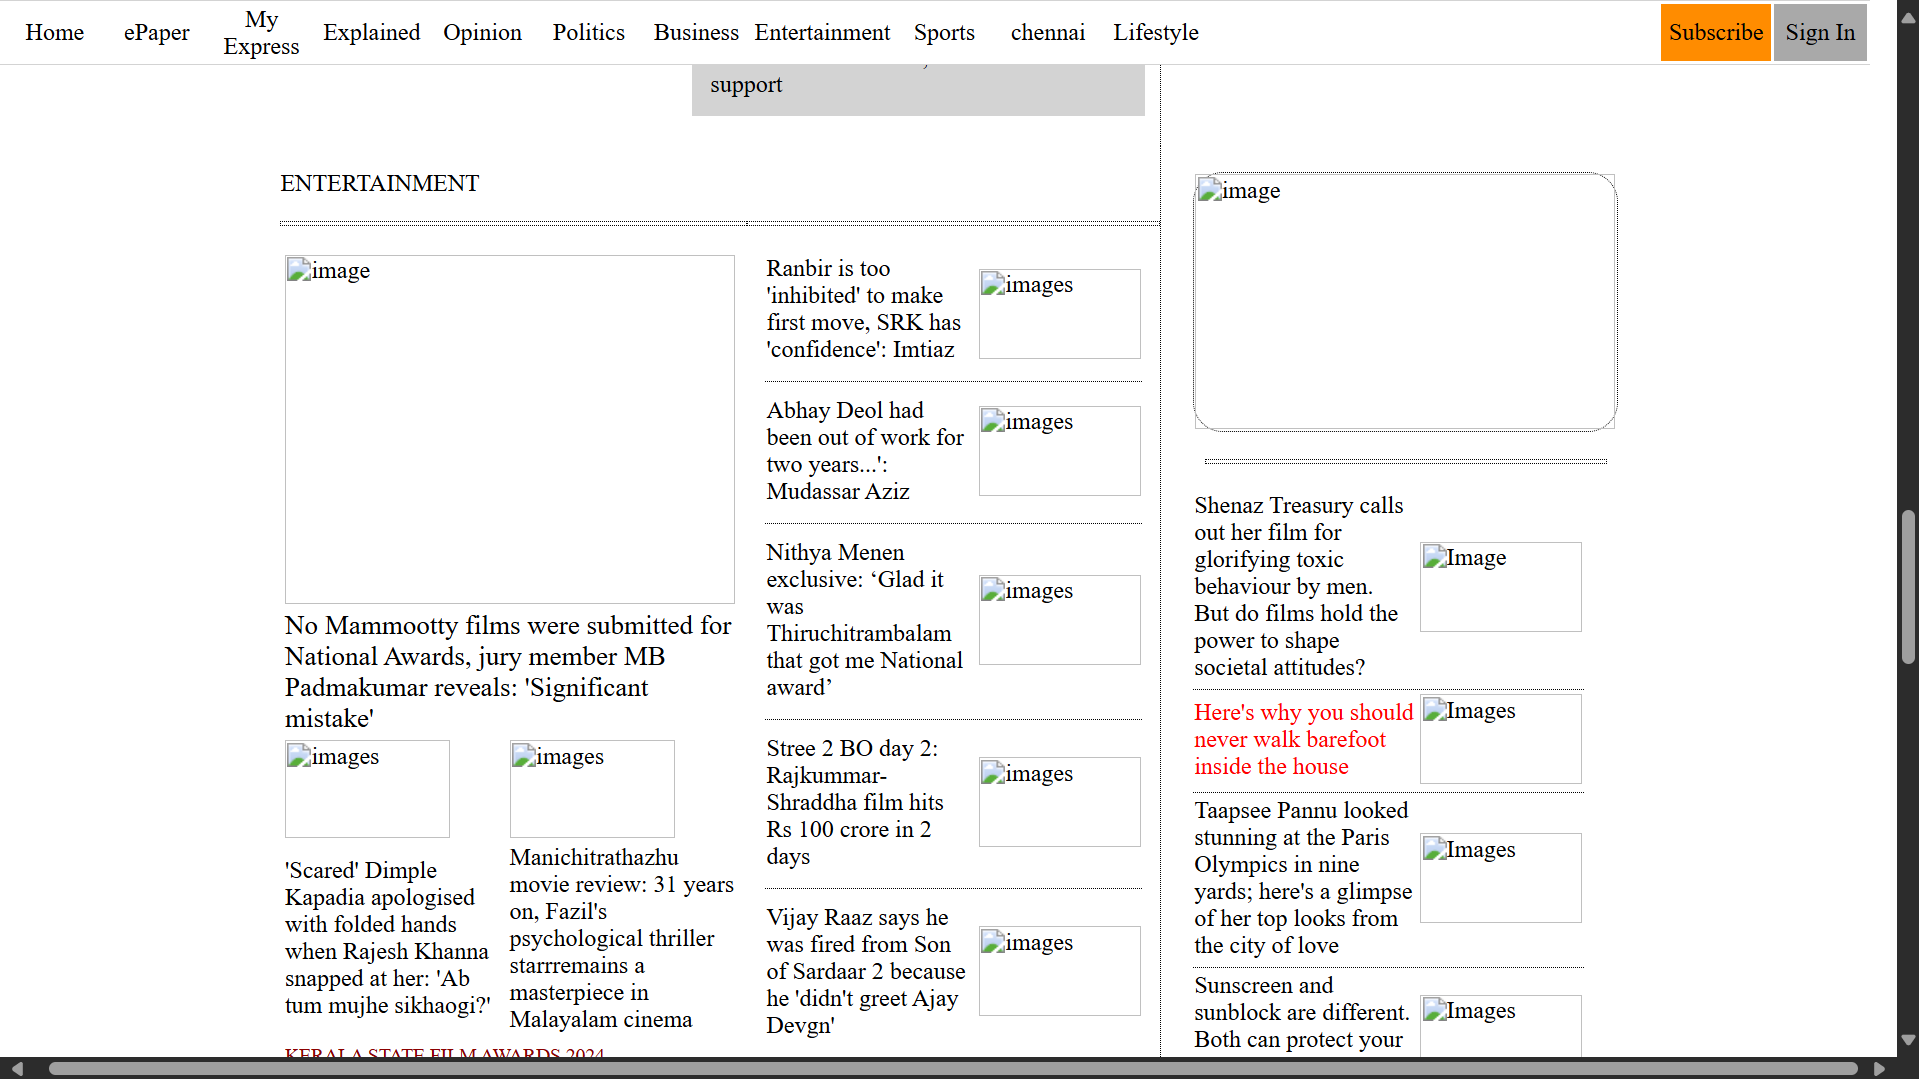 Home ePaper My Express Explained Opinion Politics Business Entertainment Sports chennai Lifestyle Subscribe Sign In
support
ENTERTAINMENT
image
No Mammootty films were submitted for
National Awards, jury member MB
Padmakumar reveals: 'Significant
mistake'
images
'Scared' Dimple
Kapadia apologised
with folded hands
when Rajesh Khanna
snapped at her: 'Ab
tum mujhe sikhaogi?'
images
Manichitrathazhu
movie review: 31 years
on, Fazil's
psychological thriller
starrremains a
masterpiece in
Malayalam cinema
KERALA STATE FILM AWARDS 2024
Ranbir is too
'inhibited' to make
first move, SRK has
'confidence': Imtiaz
images
Abhay Deol had
been out of work for
two years...':
Mudassar Aziz
images
Nithya Menen
exclusive: ‘Glad it
was
Thiruchitrambalam
that got me National
award’
images
Stree 2 BO day 2:
Rajkummar-
Shraddha film hits
Rs 100 crore in 2
days
images
Vijay Raaz says he
was fired from Son
of Sardaar 2 because
he 'didn't greet Ajay
Devgn'
images
image
Shenaz Treasury calls
out her film for
glorifying toxic
behaviour by men.
But do films hold the
power to shape
societal attitudes?
Image
Here's why you should
never walk barefoot
inside the house
Images
Taapsee Pannu looked
stunning at the Paris
Olympics in nine
yards; here's a glimpse
of her top looks from
the city of love
Images
Sunscreen and
sunblock are different.
Both can protect your
Images